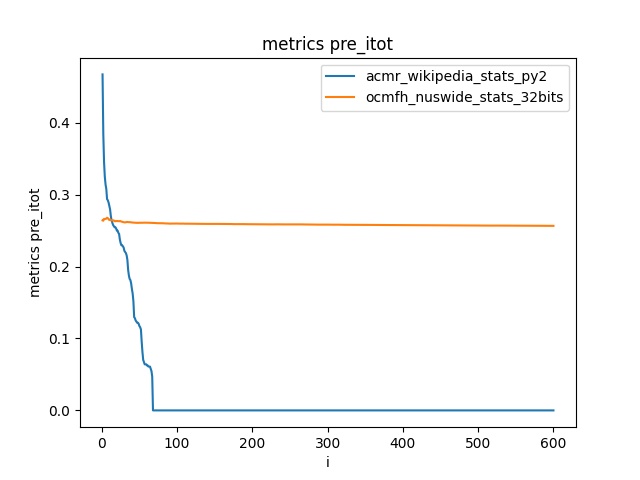 metrics pre_itot
acmr_wikipedia_stats_py2
ocmfh_nuswide_stats_32bits
metrics pre_itot
0.4
0.3
0.2
0.1
0.0
0 100 200 300 400 500 600
i